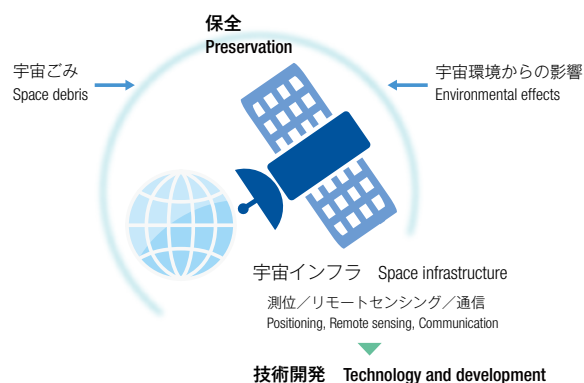 保全
Preservation
宇宙ごみ
Space debris
宇宙環境からの影響
Environmental effects
宇宙インフラ Space infrastructure
測位／リモートセンシング／通信
Positioning, Remote sensing, Communication
技術開発 Technology and development